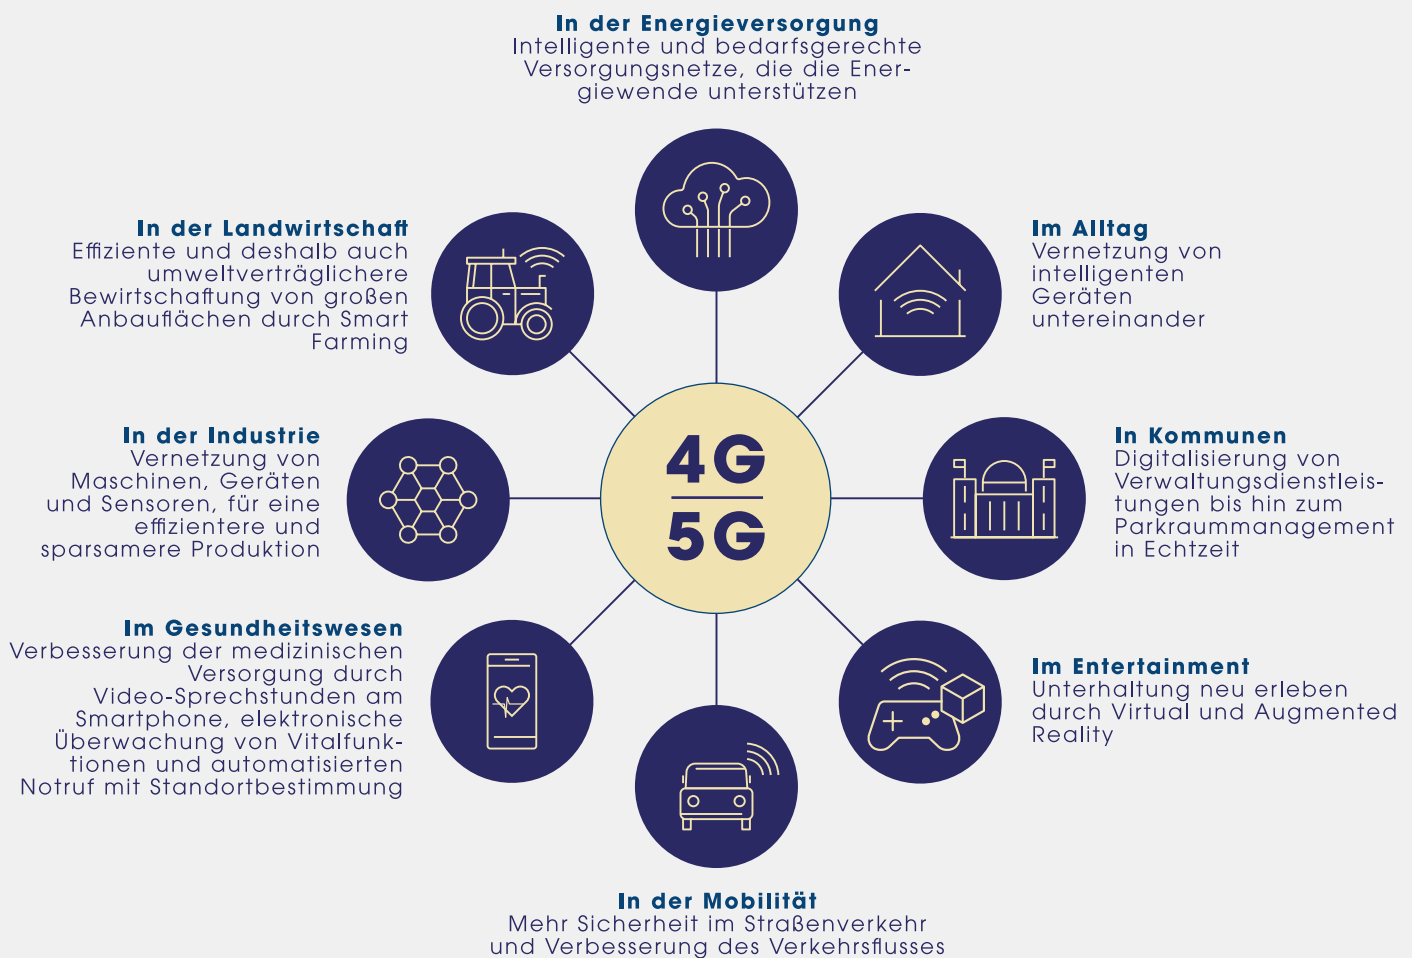 In der Energieversorgung
Intelligente und bedarfsgerechte
Versorgungsnetze, die die Ener-
giewende unterstützen
In der Landwirtschaft
Effiziente und deshalb auch
umweltverträglichere
Bewirtschaftung von großen
Anbauflächen durch Smart
Farming
Im Alltag
Vernetzung von
intelligenten
Geräten
untereinander
In der Industrie
Vernetzung von
Maschinen, Geräten
und Sensoren, für eine
effizientere und
sparsamere Produktion
4G
5G
In Kommunen
Digitalisierung von
Verwaltungsdienstleis-
tungen bis hin zum
Parkraummanagement
in Echtzeit
Im Gesundheitswesen
Verbesserung der medizinischen
Versorgung durch
Video-Sprechstunden am
Smartphone, elektronische
Überwachung von Vitalfunk-
tionen und automatisierten
Notruf mit Standortbestimmung
Im Entertainment
Unterhaltung neu erleben
durch Virtual und Augmented
Reality
In der Mobilität
Mehr Sicherheit im Straßenverkehr
und Verbesserung des Verkehrsflusses